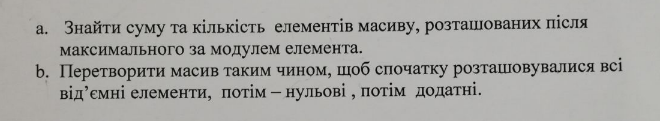 a. Знайти суму та кількість елементів масиву, розташованих після
максимального за модулем елемента.
b. Перетворити масив таким чином, щоб спочатку розташовувалися всі
від’ємні елементи, потім – нульові , потім додатні.